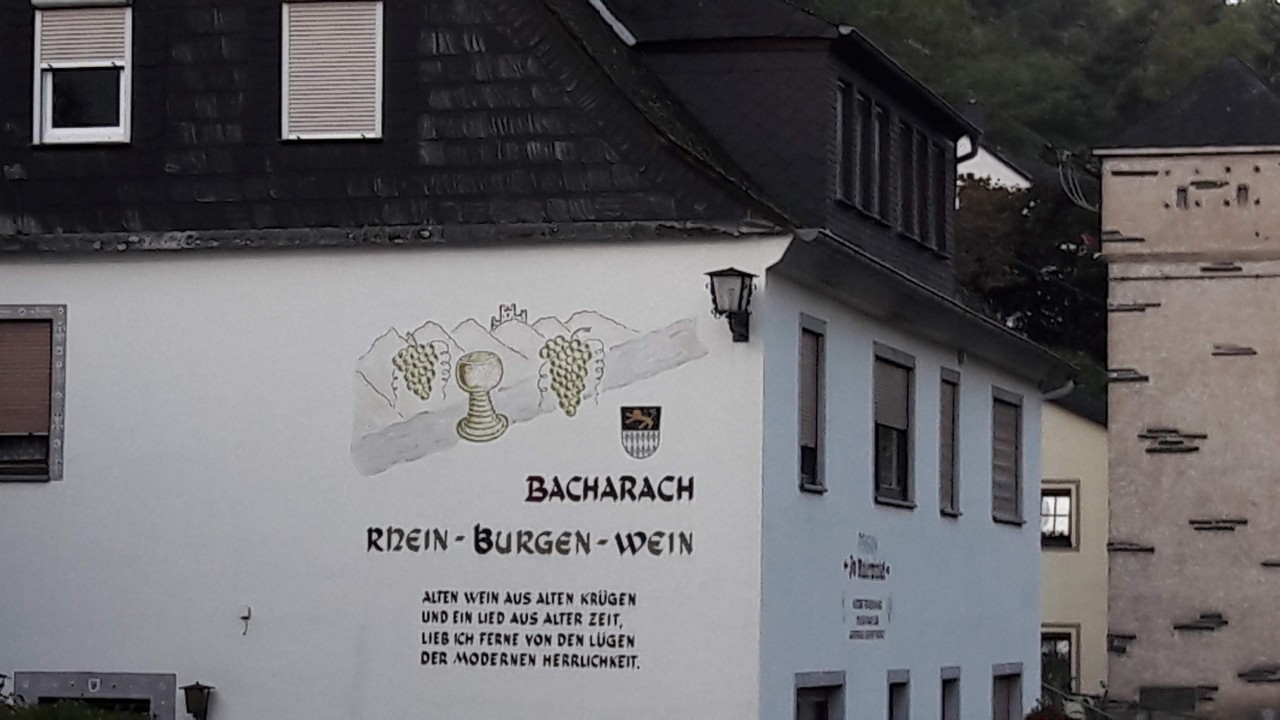 BACHARACH
RHEIN-BURGEN-WEIN
ALTEN WEIN AUS ALTEN KRÜGEN
UND EIN LIED AUS ALTER ZEIT,
LIEB ICH FERNE VON DEN LÜGEN
DER MODERNEN HERRLICHKEIT.